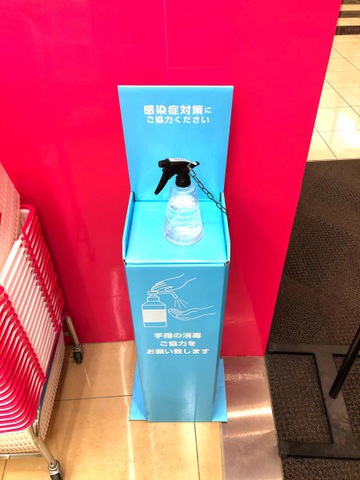 感染症対策に
ご協力ください
手指の消毒
ご協力を
お願い致します